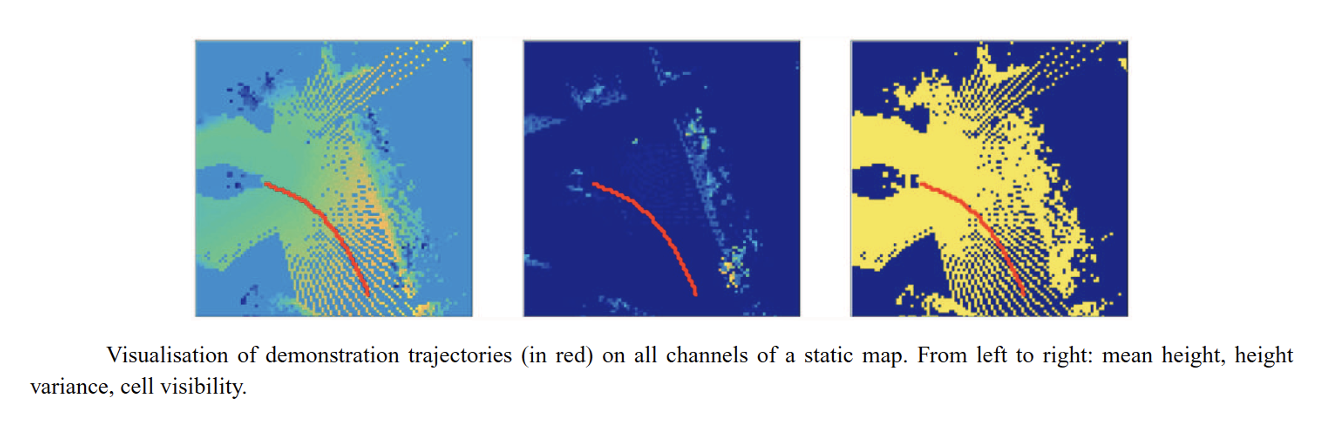 Visualisation of demonstration trajectories (in red) on all channels of a static map. From left to right: mean height, height
variance, cell visibility.